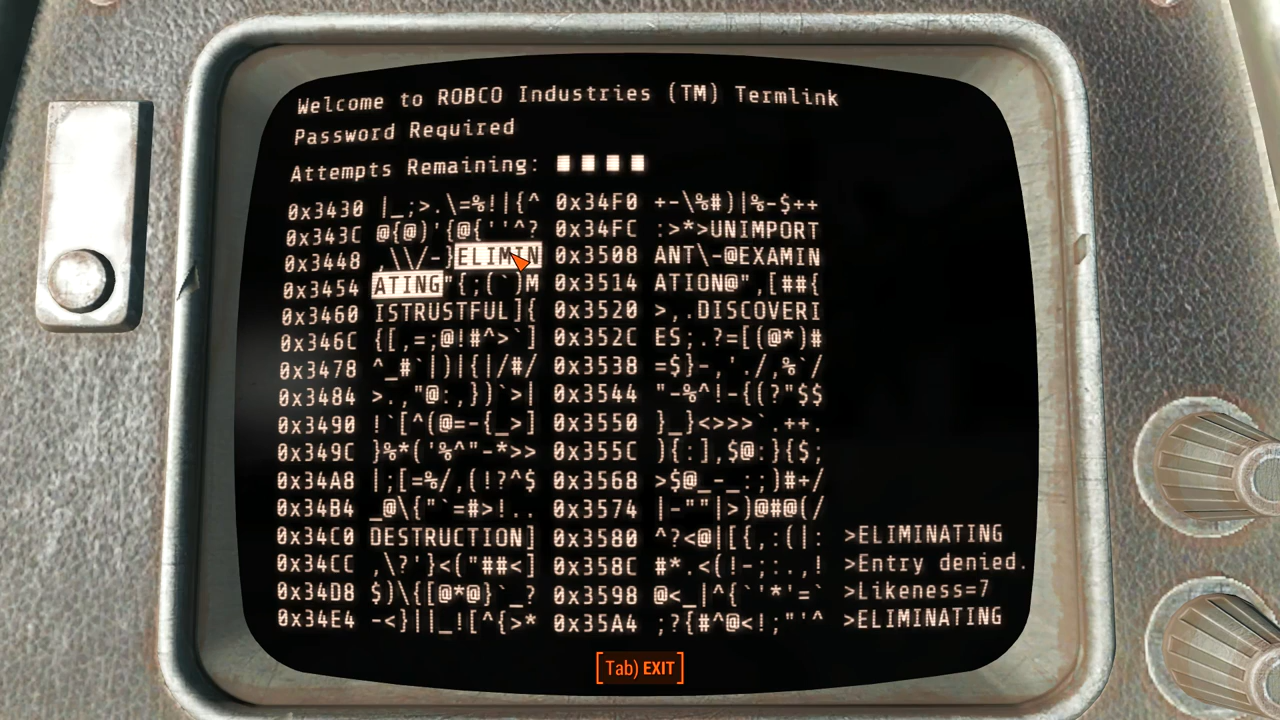 Welcome to ROBCO Industries (TM) Termlink
Password Required
Attempts Remaining: ■ ■ ■ ■
0x3430 |_;>.\=%!|{^ 0x34F0 +-\%#)|%-$++
0x343C @{@)'{@{''^? 0x34FC :>*>UNIMPORT
0x3448 ,\\/-}ELIMIN 0x3508 ANT\-@EXAMIN
0x3454 ATING"{;(`)M 0x3514 ATION@",[##{
0x3460 ISTRUSTFUL]{ 0x3520 >,.DISCOVERI
0x346C {[,=;@!#^>`] 0x352C ES;.?=[(@*)#
0x3478 ^_#`|)|{|/#/ 0x3538 =$}-,'./,%`/
0x3484 >.,"@:,})`>| 0x3544 "-%^!-{(?"$$
0x3490 !`[^(@=-{_>] 0x3550 }_}<>>>`.++.
0x349C }%*('%^"-*>> 0x355C ){:],$@:}{$;
0x34A8 |;[=%/,(!?^$ 0x3568 >$@_-_:;)#+/
0x34B4 _@\{"`=#>!.. 0x3574 |-""|>)@#@(/
0x34C0 DESTRUCTION] 0x3580 ^?<@|[{,:(|: >ELIMINATING
0x34CC ,\?'}<("##<] 0x358C #*.<(!-;:.,! >Entry denied.
0x34D8 $)\{[@*@}`_? 0x3598 @<_|^{`'*'=` >Likeness=7
0x34E4 -<}||_![^{>* 0x35A4 ;?{#^@<!;"'^ >ELIMINATING
[Tab) EXIT]